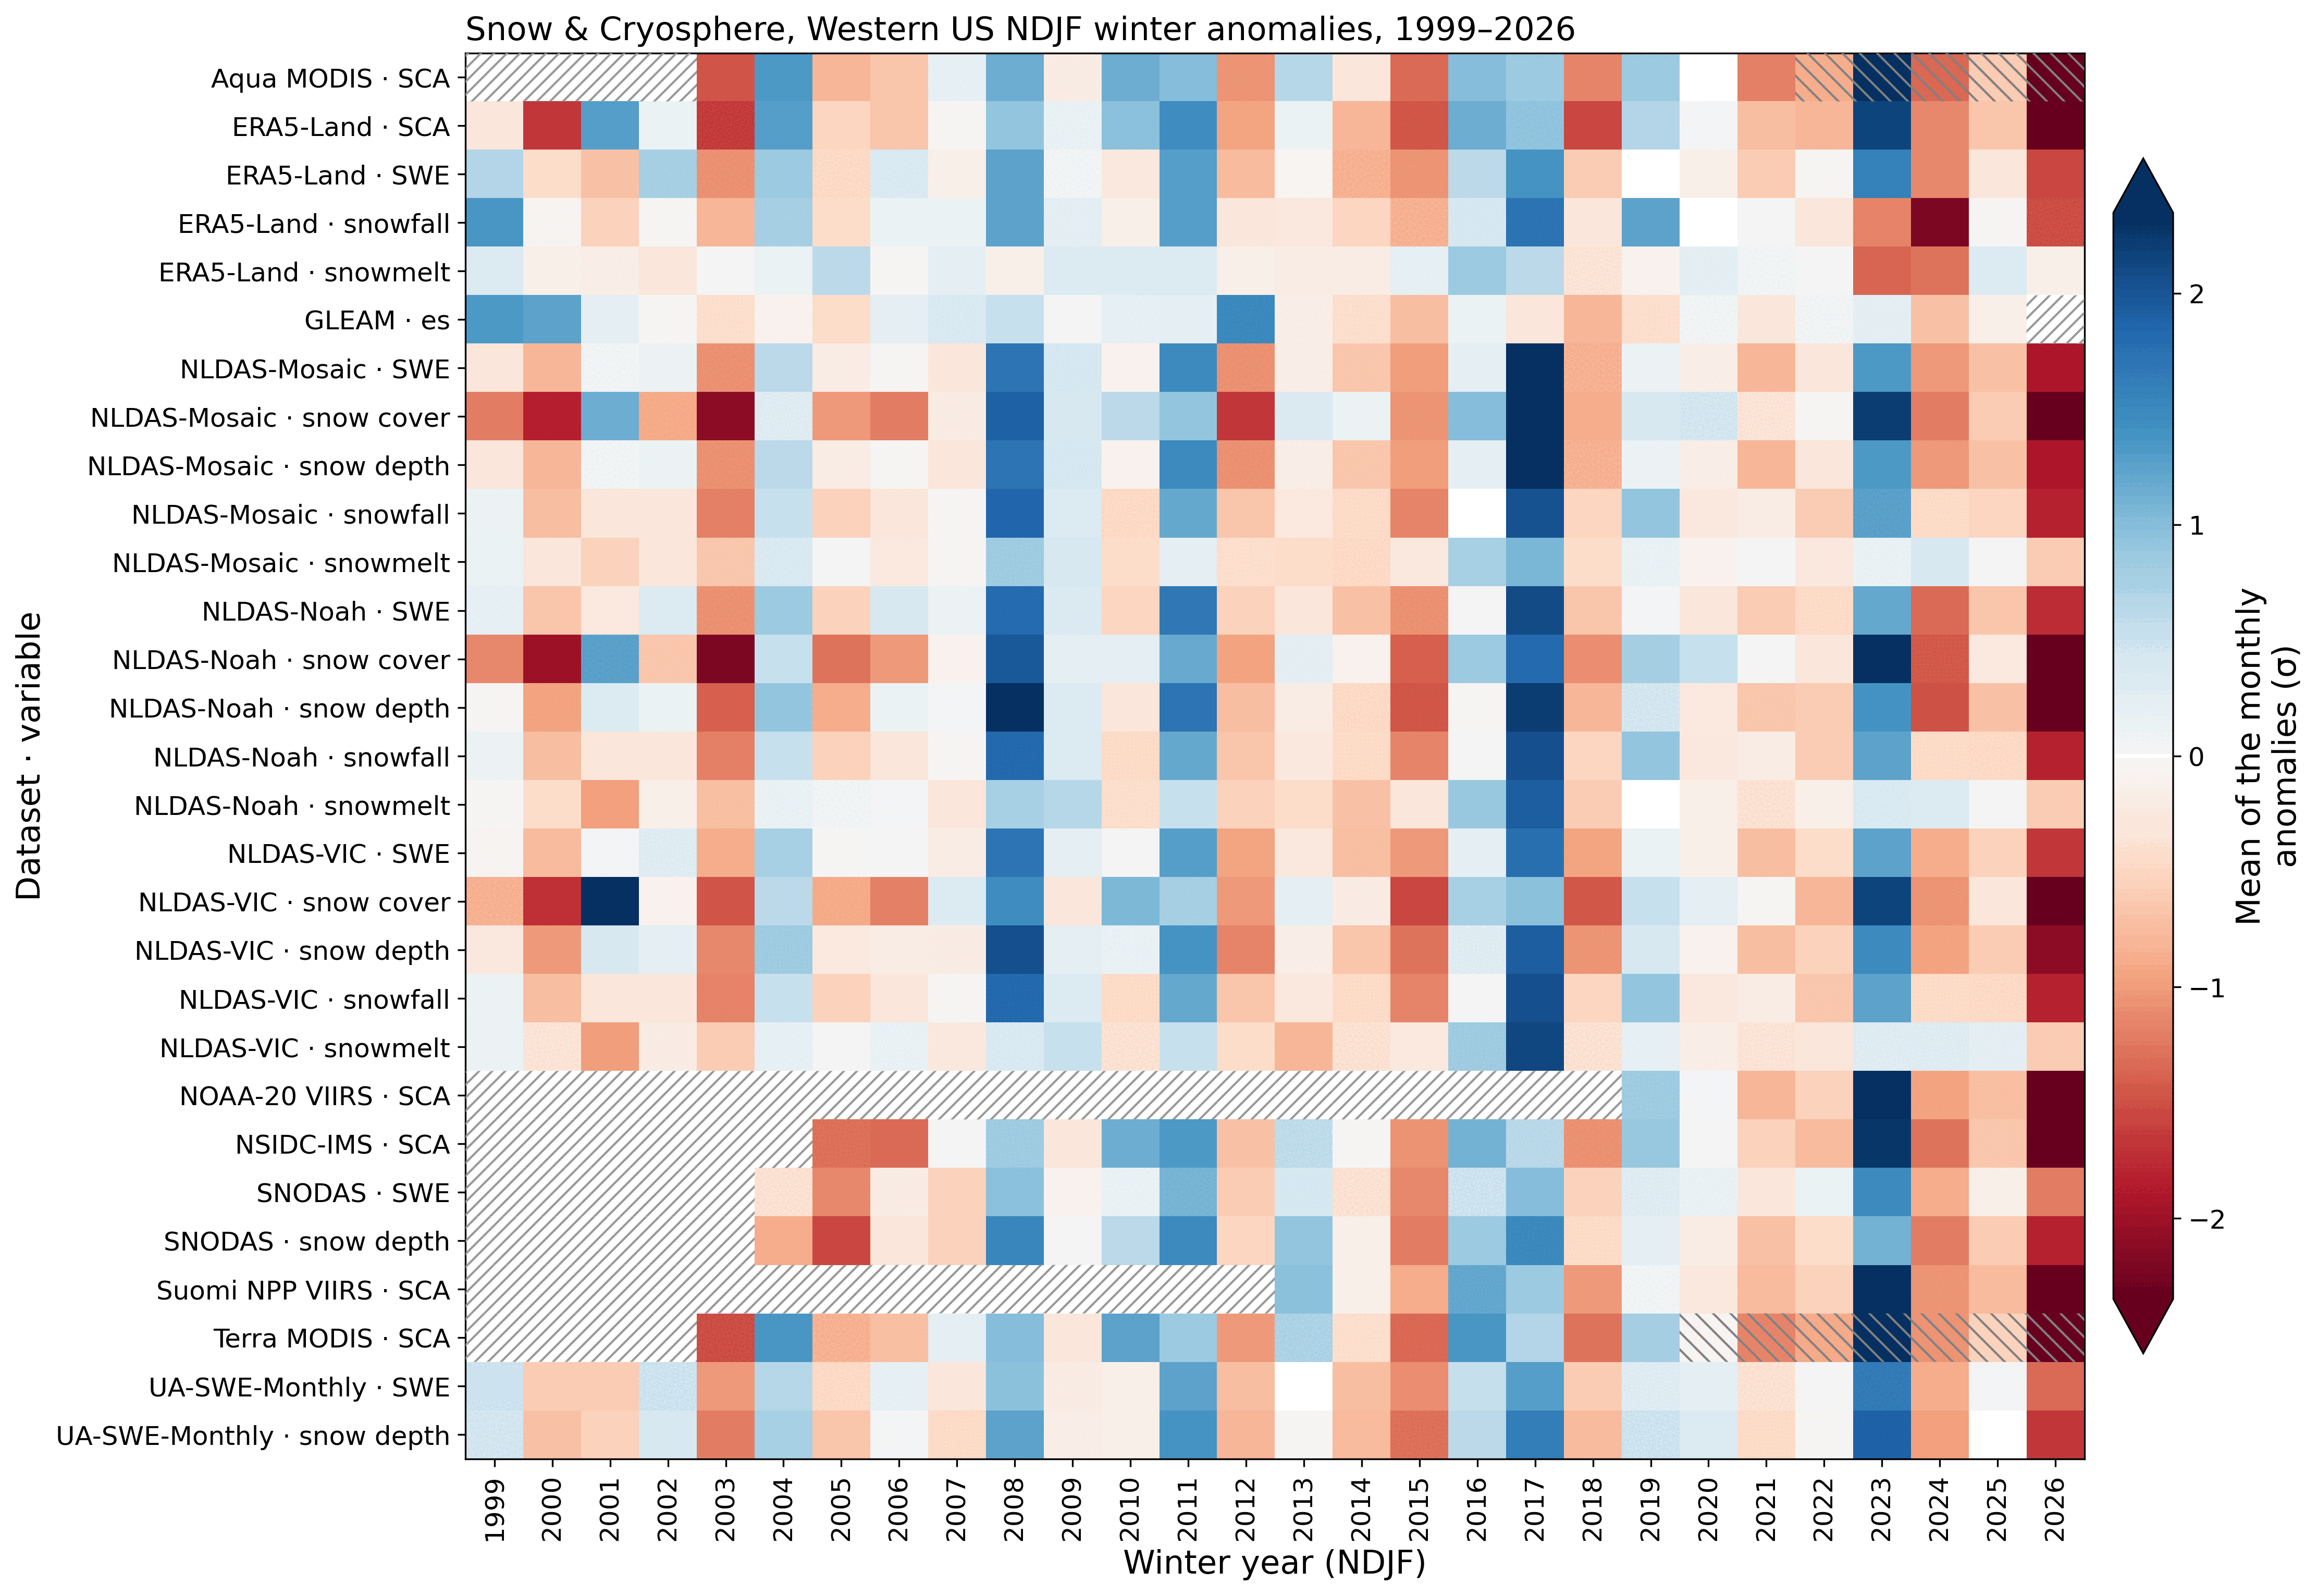 Snow & Cryosphere, Western US NDJF winter anomalies, 1999–2026
Dataset · variable
Aqua MODIS · SCA
ERA5-Land · SCA
ERA5-Land · SWE
ERA5-Land · snowfall
ERA5-Land · snowmelt
GLEAM · es
NLDAS-Mosaic · SWE
NLDAS-Mosaic · snow cover
NLDAS-Mosaic · snow depth
NLDAS-Mosaic · snowfall
NLDAS-Mosaic · snowmelt
NLDAS-Noah · SWE
NLDAS-Noah · snow cover
NLDAS-Noah · snow depth
NLDAS-Noah · snowfall
NLDAS-Noah · snowmelt
NLDAS-VIC · SWE
NLDAS-VIC · snow cover
NLDAS-VIC · snow depth
NLDAS-VIC · snowfall
NLDAS-VIC · snowmelt
NOAA-20 VIIRS · SCA
NSIDC-IMS · SCA
SNODAS · SWE
SNODAS · snow depth
Suomi NPP VIIRS · SCA
Terra MODIS · SCA
UA-SWE-Monthly · SWE
UA-SWE-Monthly · snow depth
1999
2000
2001
2002
2003
2004
2005
2006
2007
2008
2009
2010
2011
2012
2013
2014
2015
2016
2017
2018
2019
2020
2021
2022
2023
2024
2025
2026
Winter year (NDJF)
2
1
0
−1
−2
Mean of the monthly
anomalies (σ)